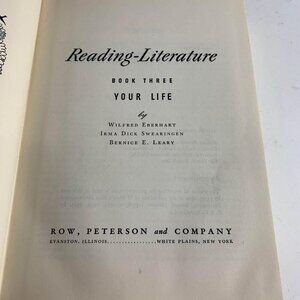 Reading-Literature
BOOK THREE
YOUR LIFE
by
WILFRED EBERHART
IRMA DICK SWEARINGEN
BERNICE E. LEARY
ROW, PETERSON and COMPANY
EVANSTON, ILLINOIS..................WHITE PLAINS, NEW YORK